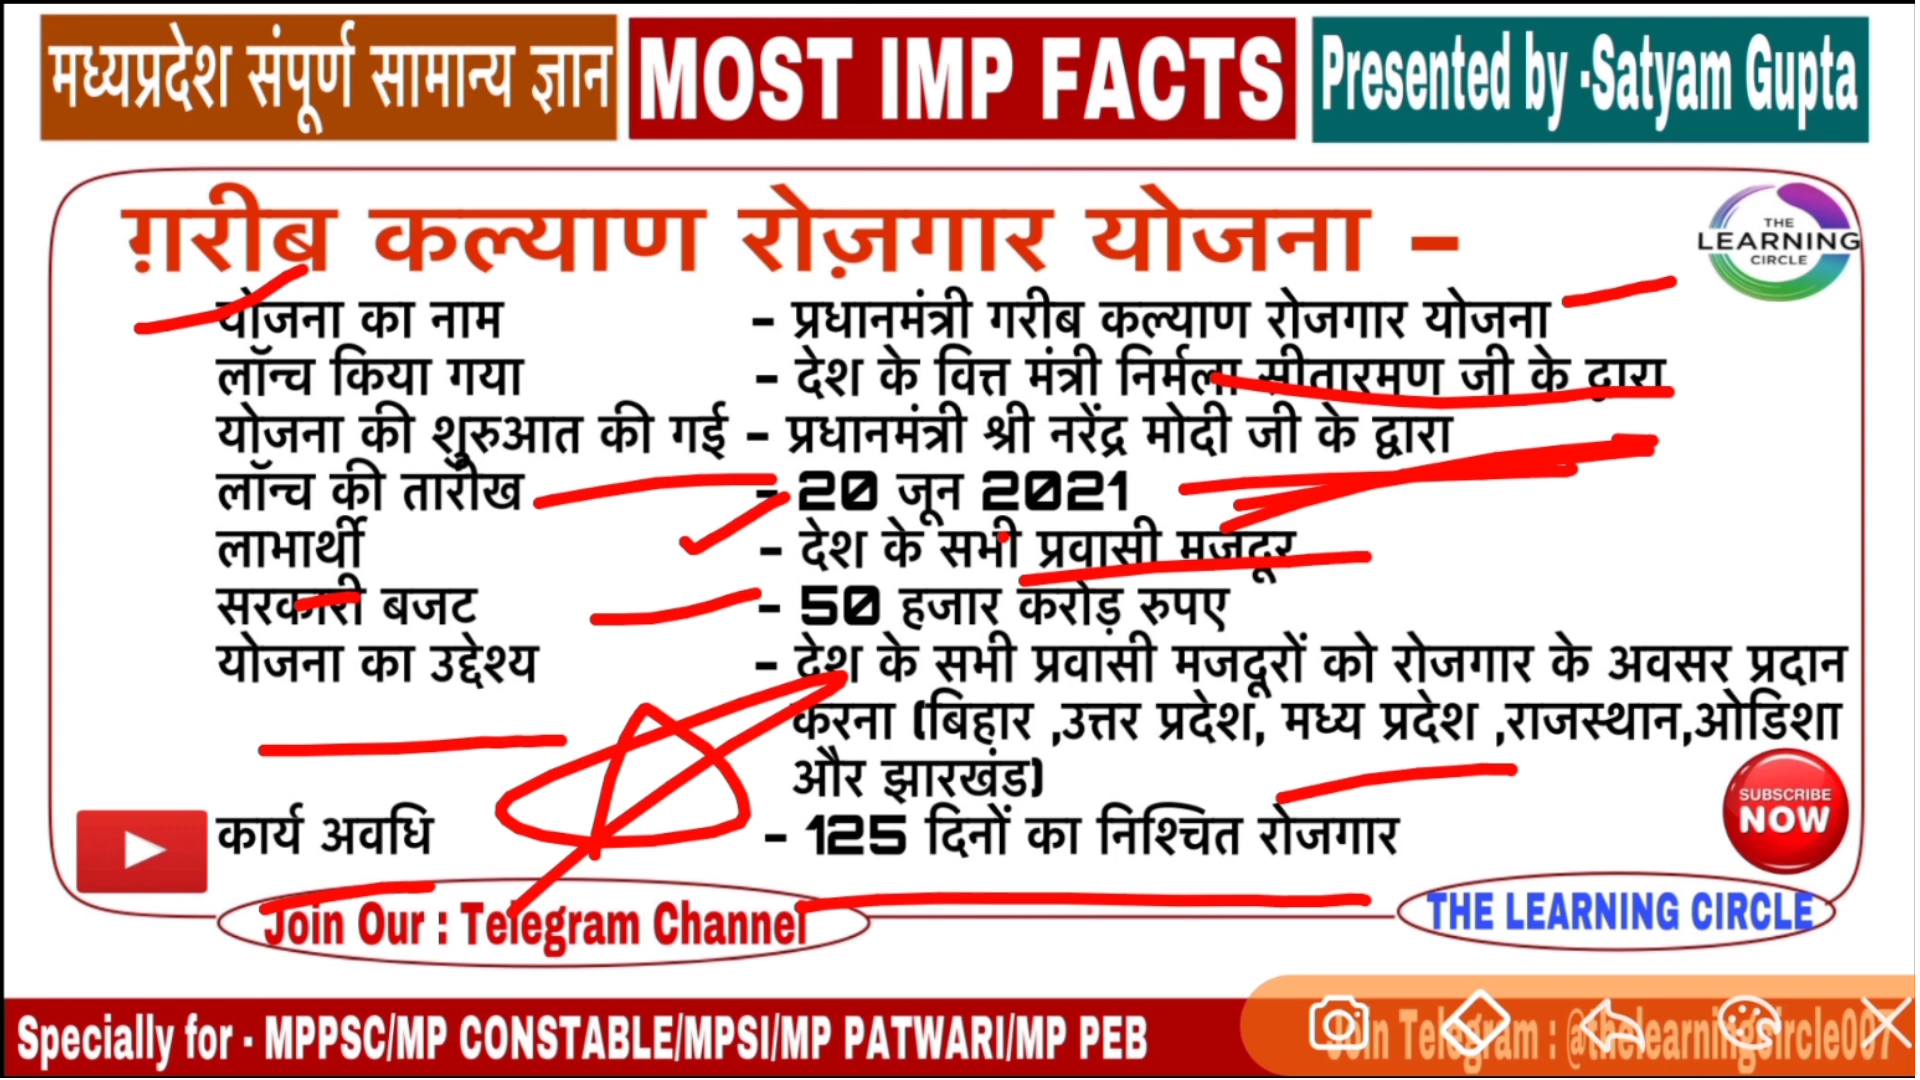 मध्यप्रदेश संपूर्ण सामान्य ज्ञान
MOST IMP FACTS
Presented by -Satyam Gupta
THE
LEARNING
CIRCLE
ग़रीब कल्याण रोज़गार योजना –
योजना का नाम - प्रधानमंत्री गरीब कल्याण रोजगार योजना
लॉन्च किया गया - देश के वित्त मंत्री निर्मला सीतारमण जी के द्वारा
योजना की शुरुआत की गई - प्रधानमंत्री श्री नरेंद्र मोदी जी के द्वारा
लॉन्च की तारीख - 20 जून 2021
लाभार्थी - देश के सभी प्रवासी मजदूर
सरकारी बजट - 50 हजार करोड़ रुपए
योजना का उद्देश्य - देश के सभी प्रवासी मजदूरों को रोजगार के अवसर प्रदान
करना (बिहार ,उत्तर प्रदेश, मध्य प्रदेश ,राजस्थान,ओडिशा
और झारखंड)
कार्य अवधि - 125 दिनों का निश्चित रोजगार
SUBSCRIBE
NOW
Join Our : Telegram Channel
THE LEARNING CIRCLE
Specially for - MPPSC/MP CONSTABLE/MPSI/MP PATWARI/MP PEB
Join Telegram : @thelearningcircle007